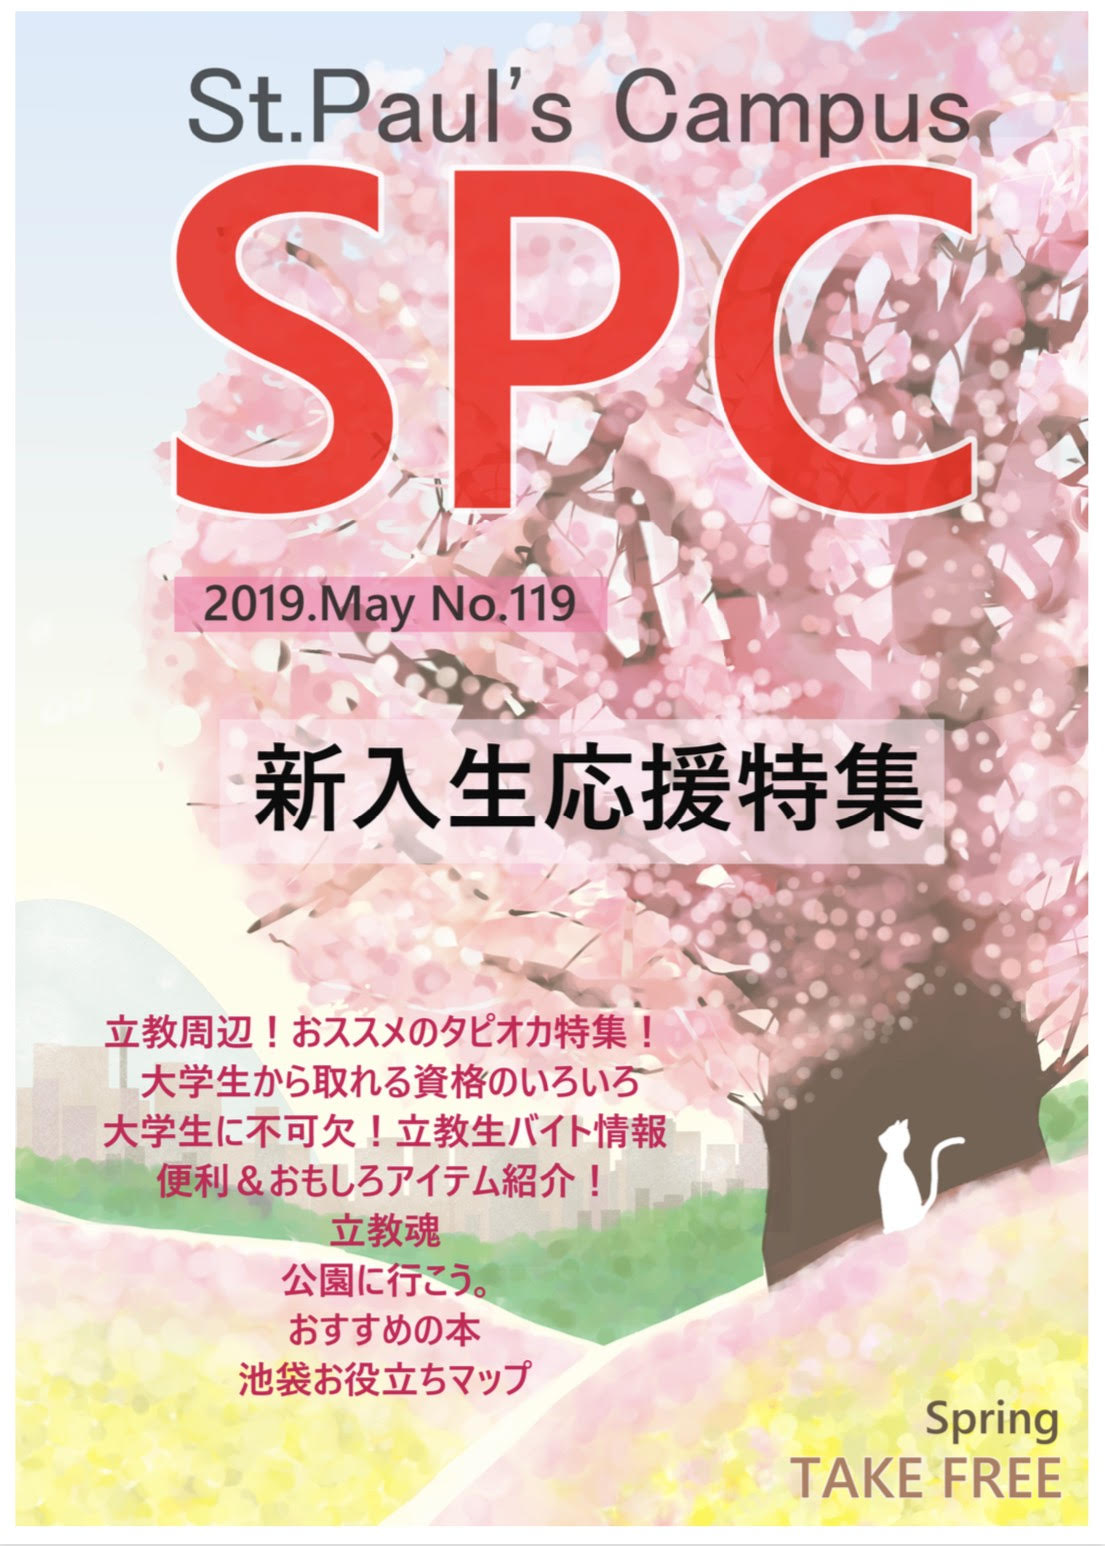 St.Paul's Campus
SPC
2019.May No.119
新入生応援特集
立教周辺！おススメのタピオカ特集！
大学生から取れる資格のいろいろ
大学生に不可欠！立教生バイト情報
便利＆おもしろアイテム紹介！
立教魂
公園に行こう。
おすすめの本
池袋お役立ちマップ
Spring
TAKE FREE